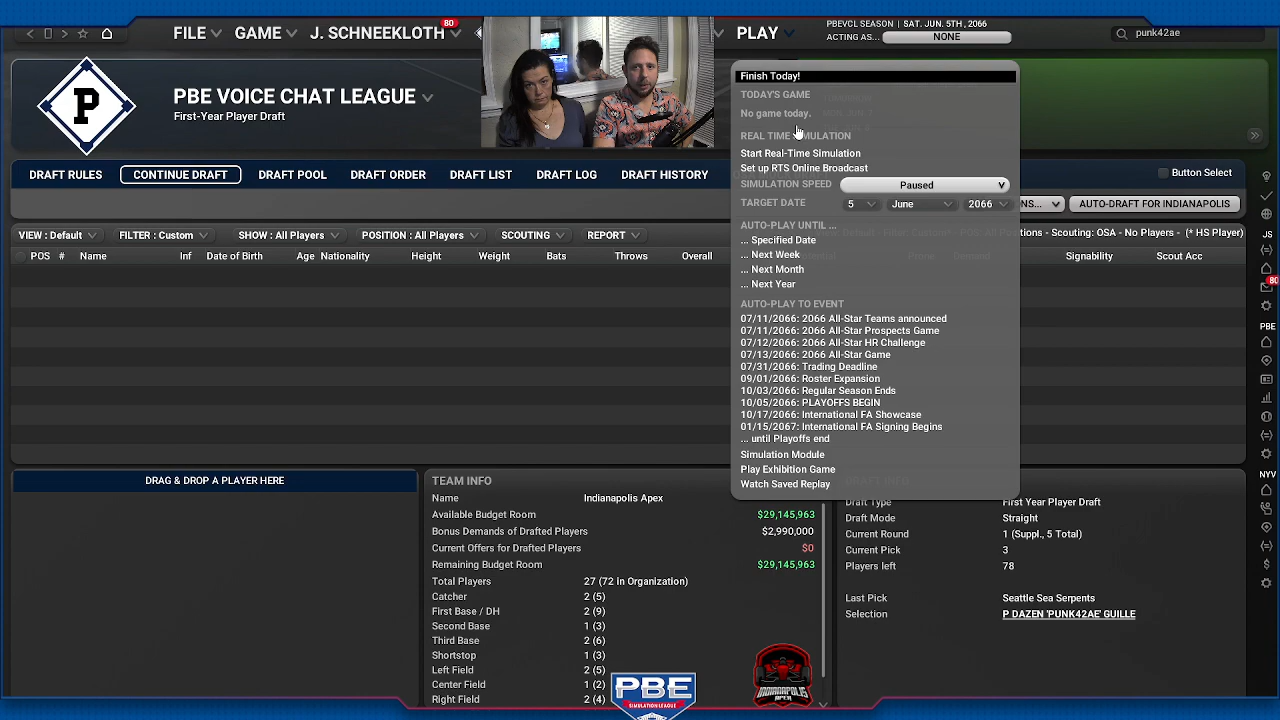 FILE
GAME
J. SCHNEEKLOTH
80
PLAY
PBEVCL SEASON | SAT. JUN. 5TH, 2066
ACTING AS...
NONE
punk42ae
P
PBE VOICE CHAT LEAGUE
First-Year Player Draft
DRAFT RULES
CONTINUE DRAFT
DRAFT POOL
DRAFT ORDER
DRAFT LIST
DRAFT LOG
DRAFT HISTORY
Button Select
NS...
AUTO-DRAFT FOR INDIANAPOLIS
VIEW : Default
FILTER : Custom
SHOW : All Players
POSITION : All Players
SCOUTING
REPORT
sitions - Scouting: OSA - No Players - (* HS Player)
POS # Name Inf Date of Birth Age Nationality Height Weight Bats Throws Overall Signability Scout Acc
Finish Today!
TODAY'S GAME
No game today.
REAL TIME SIMULATION
Start Real-Time Simulation
Set up RTS Online Broadcast
SIMULATION SPEED Paused
TARGET DATE 5 June 2066
AUTO-PLAY UNTIL ...
... Specified Date
... Next Week
... Next Month
... Next Year
AUTO-PLAY TO EVENT
07/11/2066: 2066 All-Star Teams announced
07/11/2066: 2066 All-Star Prospects Game
07/12/2066: 2066 All-Star HR Challenge
07/13/2066: 2066 All-Star Game
07/31/2066: Trading Deadline
09/01/2066: Roster Expansion
10/03/2066: Regular Season Ends
10/05/2066: PLAYOFFS BEGIN
10/17/2066: International FA Showcase
01/15/2067: International FA Signing Begins
... until Playoffs end
Simulation Module
Play Exhibition Game
Watch Saved Replay
JS
80
PBE
NYV
DRAG & DROP A PLAYER HERE
TEAM INFO
Name Indianapolis Apex
Available Budget Room $29,145,963
Bonus Demands of Drafted Players $2,990,000
Current Offers for Drafted Players $0
Remaining Budget Room $29,145,963
Total Players 27 (72 in Organization)
Catcher 2 (5)
First Base / DH 2 (9)
Second Base 1 (3)
Third Base 2 (6)
Shortstop 1 (3)
Left Field 2 (5)
Center Field 1 (2)
Right Field 2 (4)
DRAFT INFO
Draft Type First Year Player Draft
Draft Mode Straight
Current Round 1 (Suppl., 5 Total)
Current Pick 3
Players left 78
Last Pick Seattle Sea Serpents
Selection P DAZEN 'PUNK42AE' GUILLE
PBE
SIMULATION LEAGUE
INDIANAPOLIS
APEX